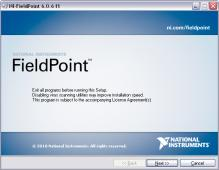 NI-FieldPoint 6.0.6 f1
ni.com/fieldpoint
NATIONAL INSTRUMENTS
FieldPoint™
Exit all programs before running this Setup.
Disabling virus scanning utilities may improve installation speed.
This program is subject to the accompanying License Agreement(s).
© 2010 National Instruments. All rights reserved.
NATIONAL INSTRUMENTS
<< Back
Next >>
Cancel